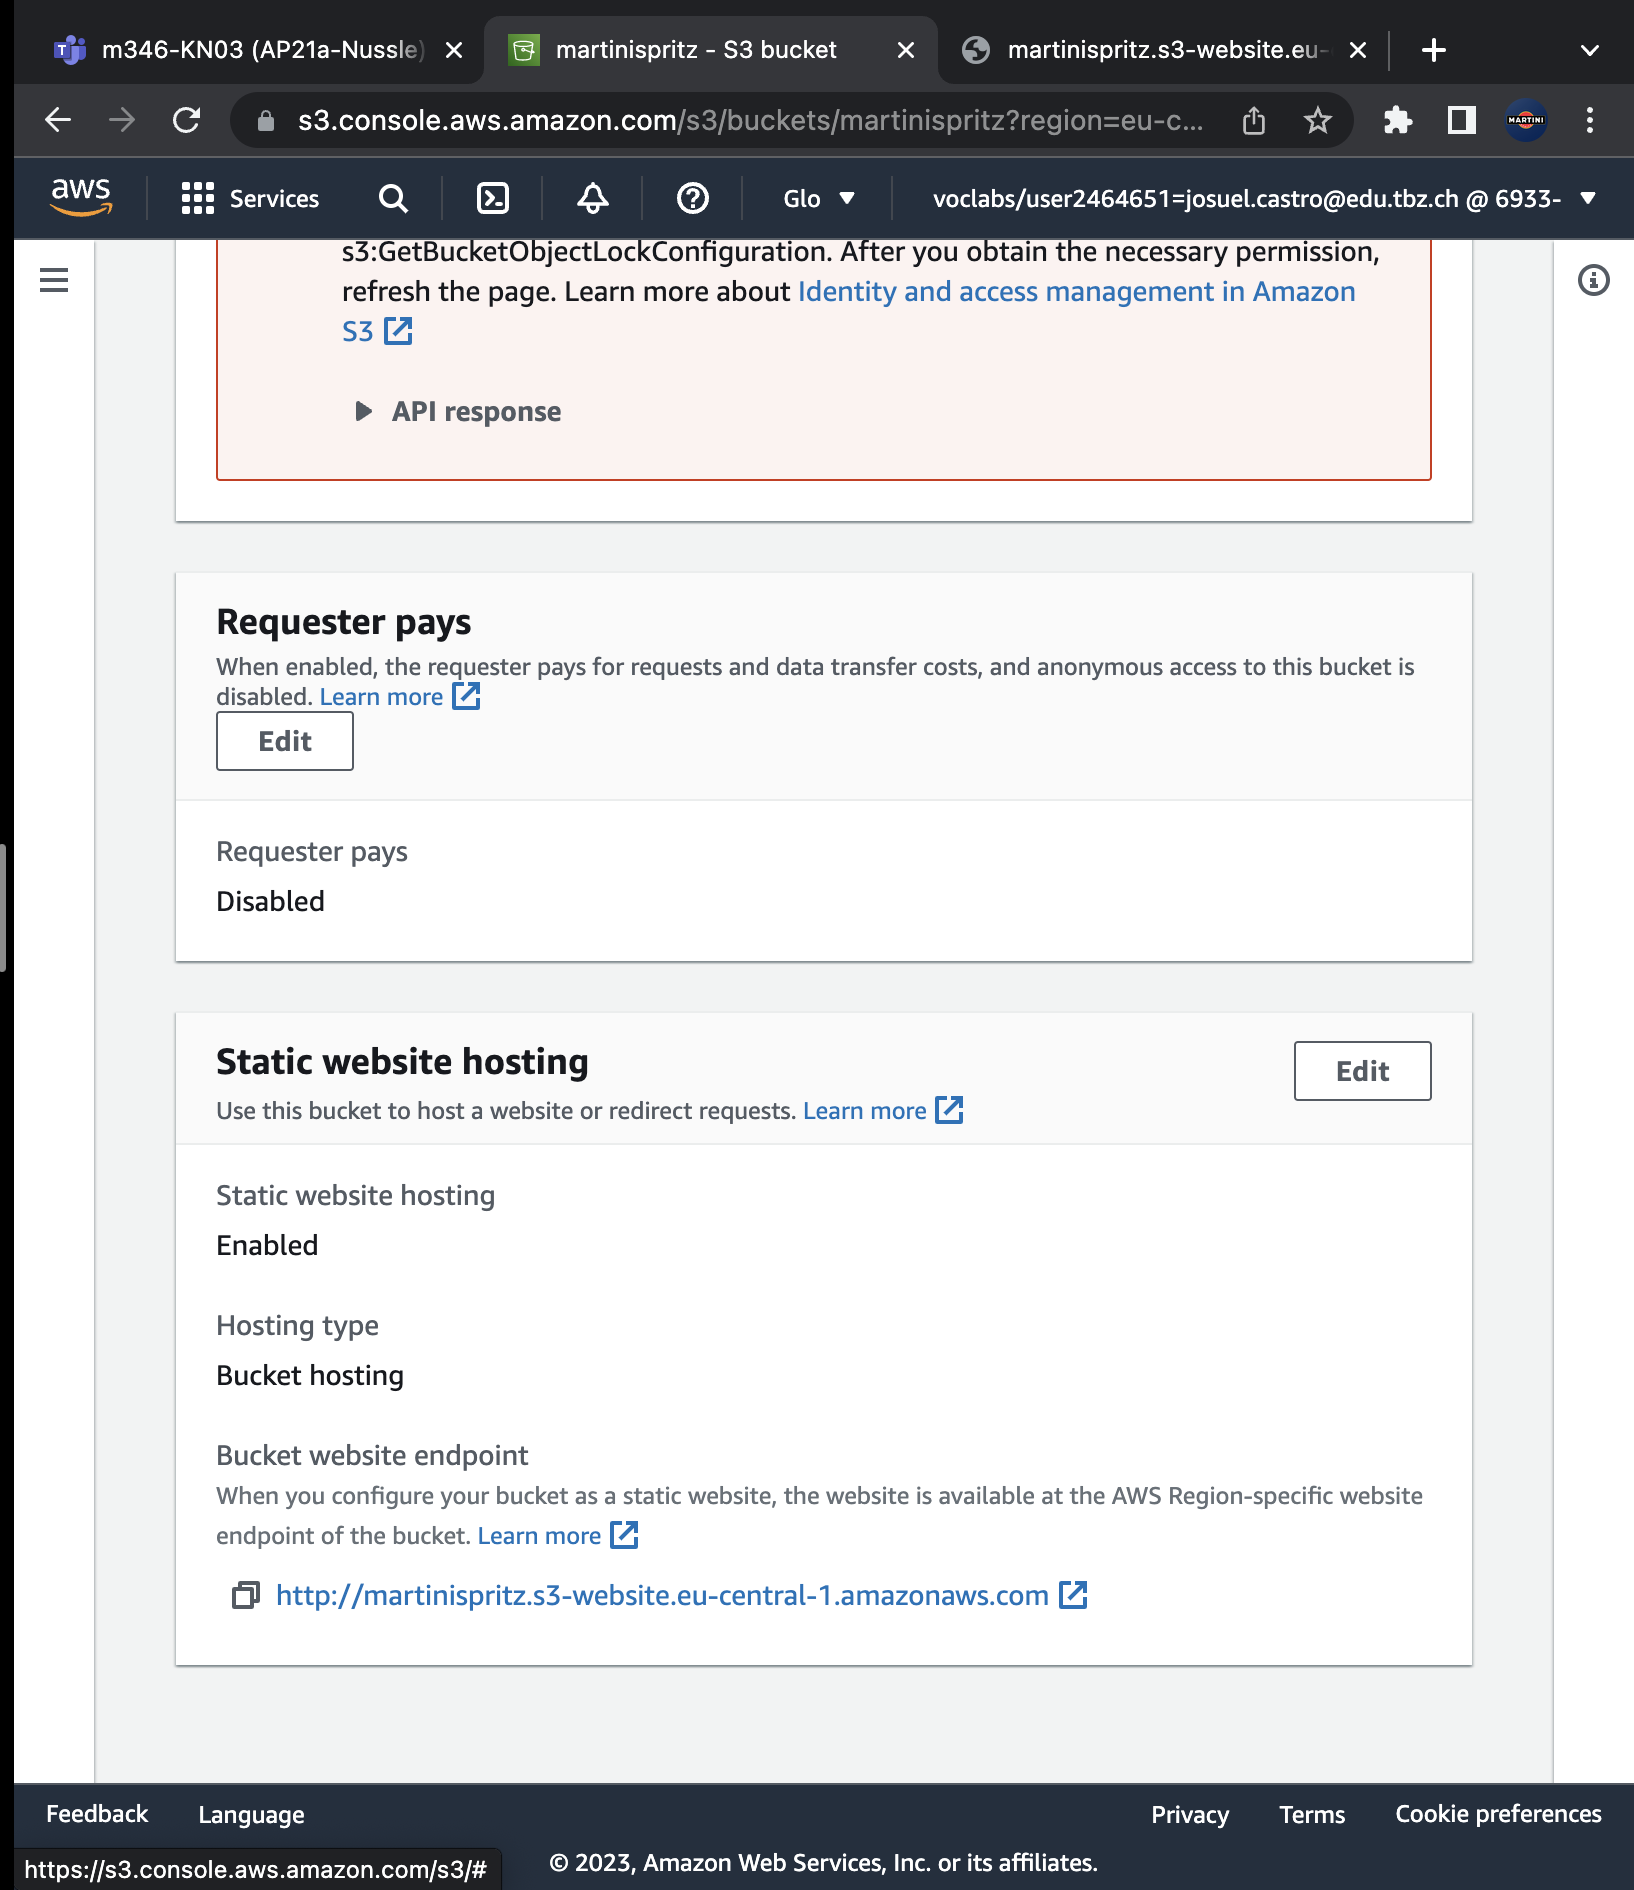 m346-KN03 (AP21a-Nussle)
martinispritz - S3 bucket
martinispritz.s3-website.eu-
s3.console.aws.amazon.com/s3/buckets/martinispritz?region=eu-c...
MARTINI
aws
Services
Glo
voclabs/user2464651=josuel.castro@edu.tbz.ch @ 6933-
s3:GetBucketObjectLockConfiguration. After you obtain the necessary permission,
refresh the page. Learn more about Identity and access management in Amazon
S3
API response
Requester pays
When enabled, the requester pays for requests and data transfer costs, and anonymous access to this bucket is
disabled. Learn more
Edit
Requester pays
Disabled
Static website hosting
Edit
Use this bucket to host a website or redirect requests. Learn more
Static website hosting
Enabled
Hosting type
Bucket hosting
Bucket website endpoint
When you configure your bucket as a static website, the website is available at the AWS Region-specific website
endpoint of the bucket. Learn more
http://martinispritz.s3-website.eu-central-1.amazonaws.com
Feedback
Language
Privacy
Terms
Cookie preferences
https://s3.console.aws.amazon.com/s3/#
© 2023, Amazon Web Services, Inc. or its affiliates.